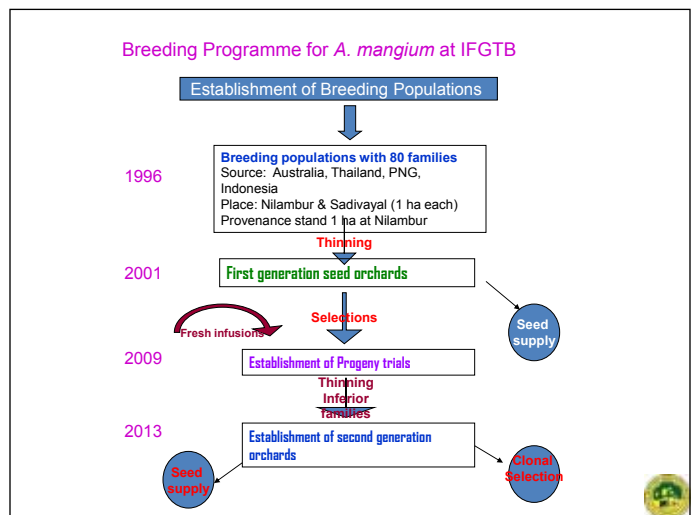 Breeding Programme for A. mangium at IFGTB
Establishment of Breeding Populations
1996
Breeding populations with 80 families
Source: Australia, Thailand, PNG,
Indonesia
Place: Nilambur & Sadivayal (1 ha each)
Provenance stand 1 ha at Nilambur
Thinning
2001
First generation seed orchards
Selections
Fresh infusions
Seed
supply
2009
Establishment of Progeny trials
Thinning
Inferior
families
2013
Establishment of second generation
orchards
Seed
supply
Clonal
Selection